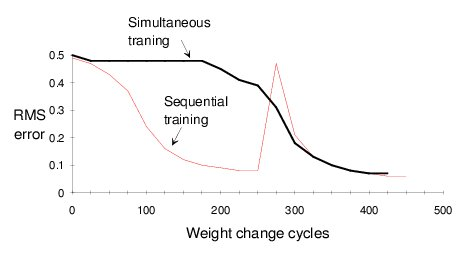 Simultaneous
traning
0.5
0.4
Sequential
training
0.3
RMS
error
0.2
0.1
0
0
100
200
300
400
500
Weight change cycles